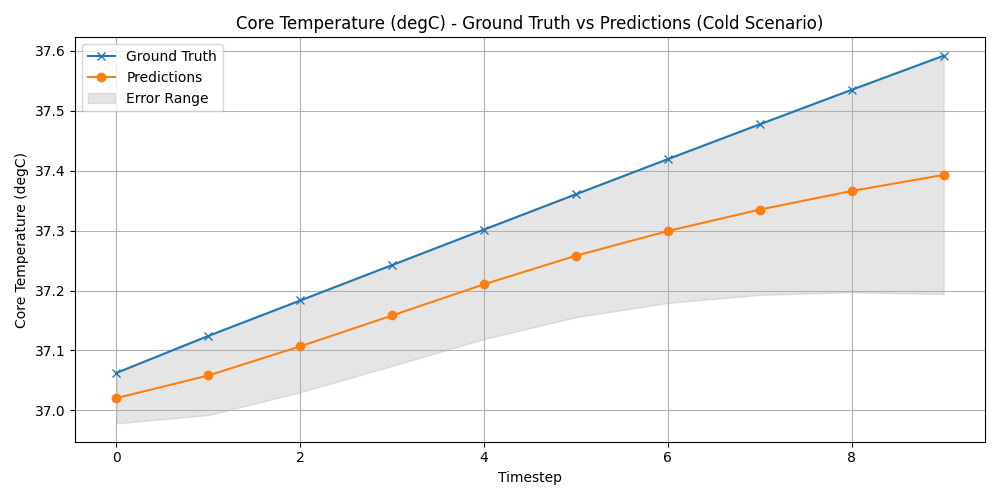 Core Temperature (degC) - Ground Truth vs Predictions (Cold Scenario)
Ground Truth
Predictions
Error Range
Core Temperature (degC)
37.6
37.5
37.4
37.3
37.2
37.1
37.0
0
2
4
6
8
Timestep